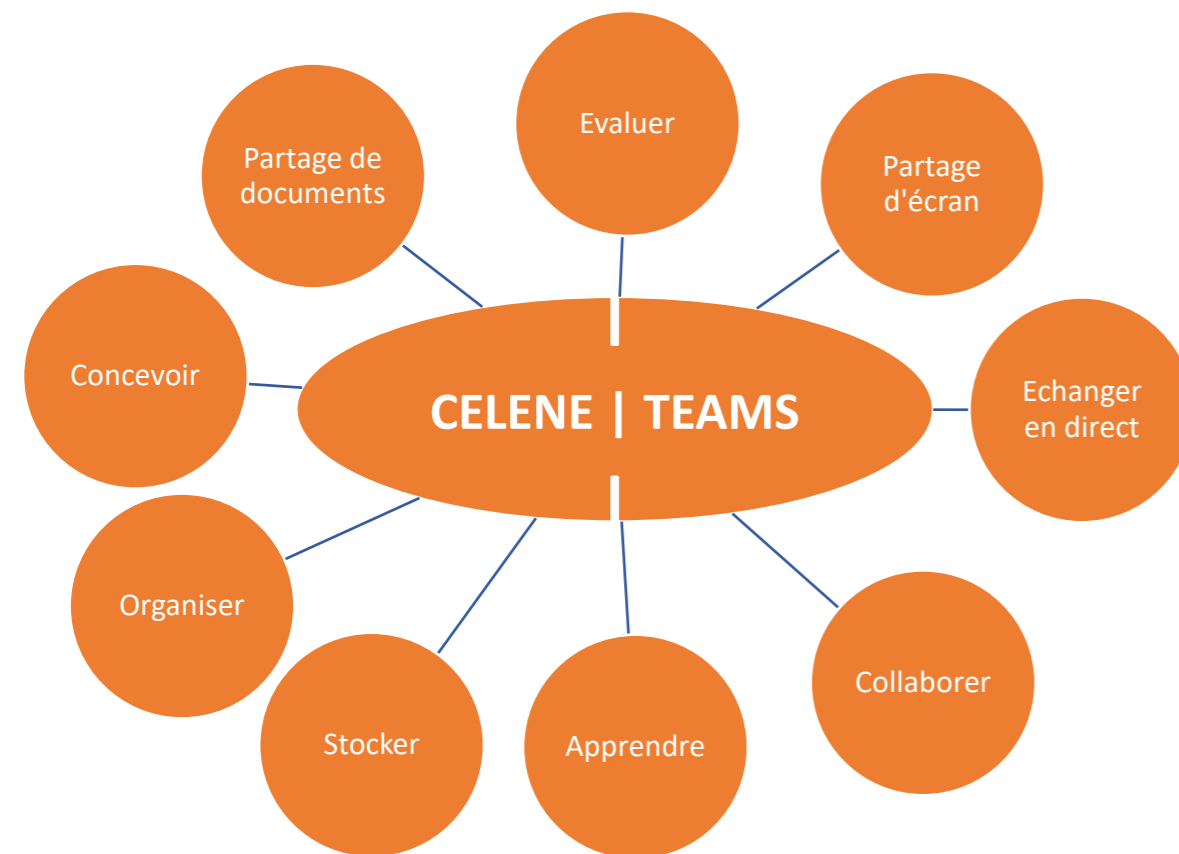 Evaluer
Partage de
documents
Partage
d'écran
Concevoir
CELENE | TEAMS
Echanger
en direct
Organiser
Collaborer
Stocker
Apprendre